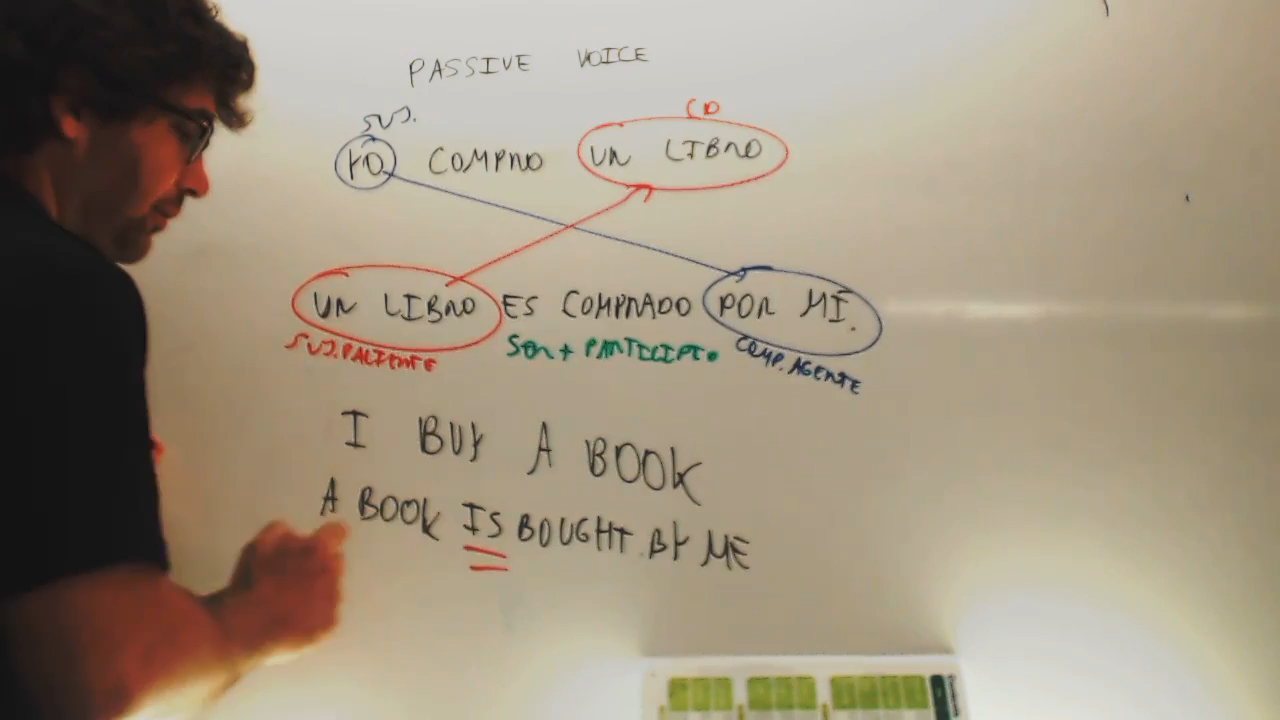 PASSIVE VOICE
SUJ.
CD
YO COMPRO UN LIBRO
UN LIBRO ES COMPRADO POR MÍ.
SUJ.PACIENTE SER + PARTICIPIO COMP. AGENTE
I BUY A BOOK
A BOOK IS BOUGHT BY ME